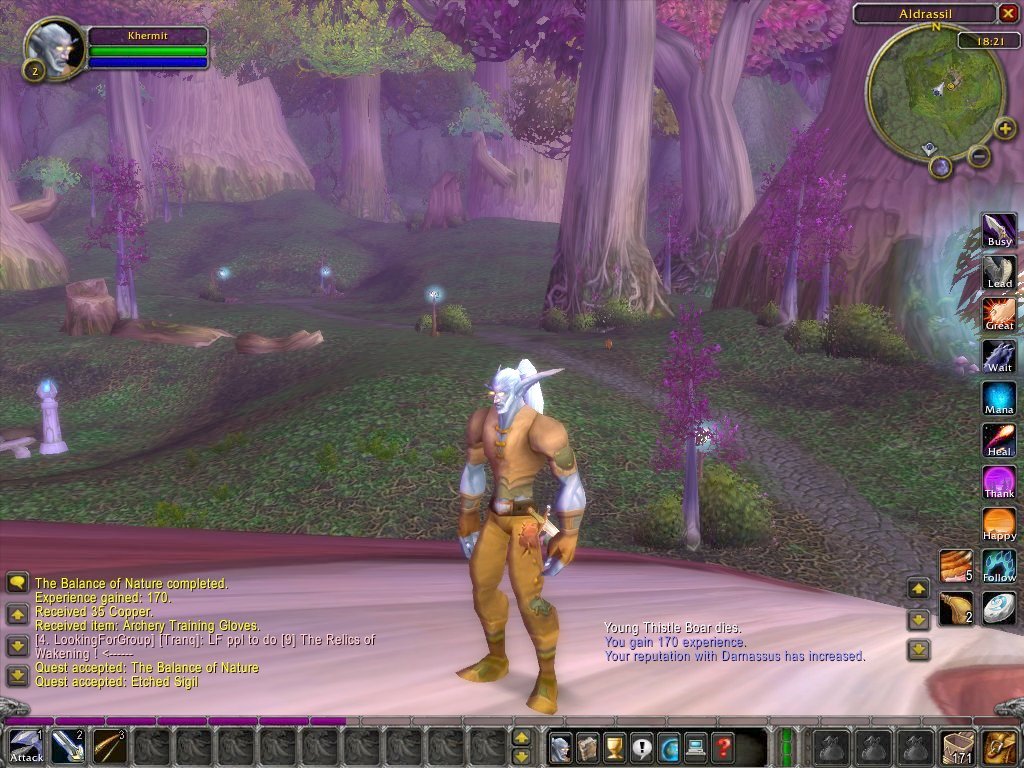 Aldrassil
N
18:21
Khermit
2
Busy
Lead
Great
Wait
Mana
Heal
Thank
Happy
5
Follow
2
The Balance of Nature completed.
Experience gained: 170.
Received 35 Copper.
Received item: Archery Training Gloves.
[4. LookingForGroup] [Tranq]: LF ppl to do [9] The Relics of
Wakening ! <------
Quest accepted: The Balance of Nature
Quest accepted: Etched Sigil
Young Thistle Boar dies.
You gain 170 experience.
Your reputation with Darnassus has increased.
1
2
3
Attack
171